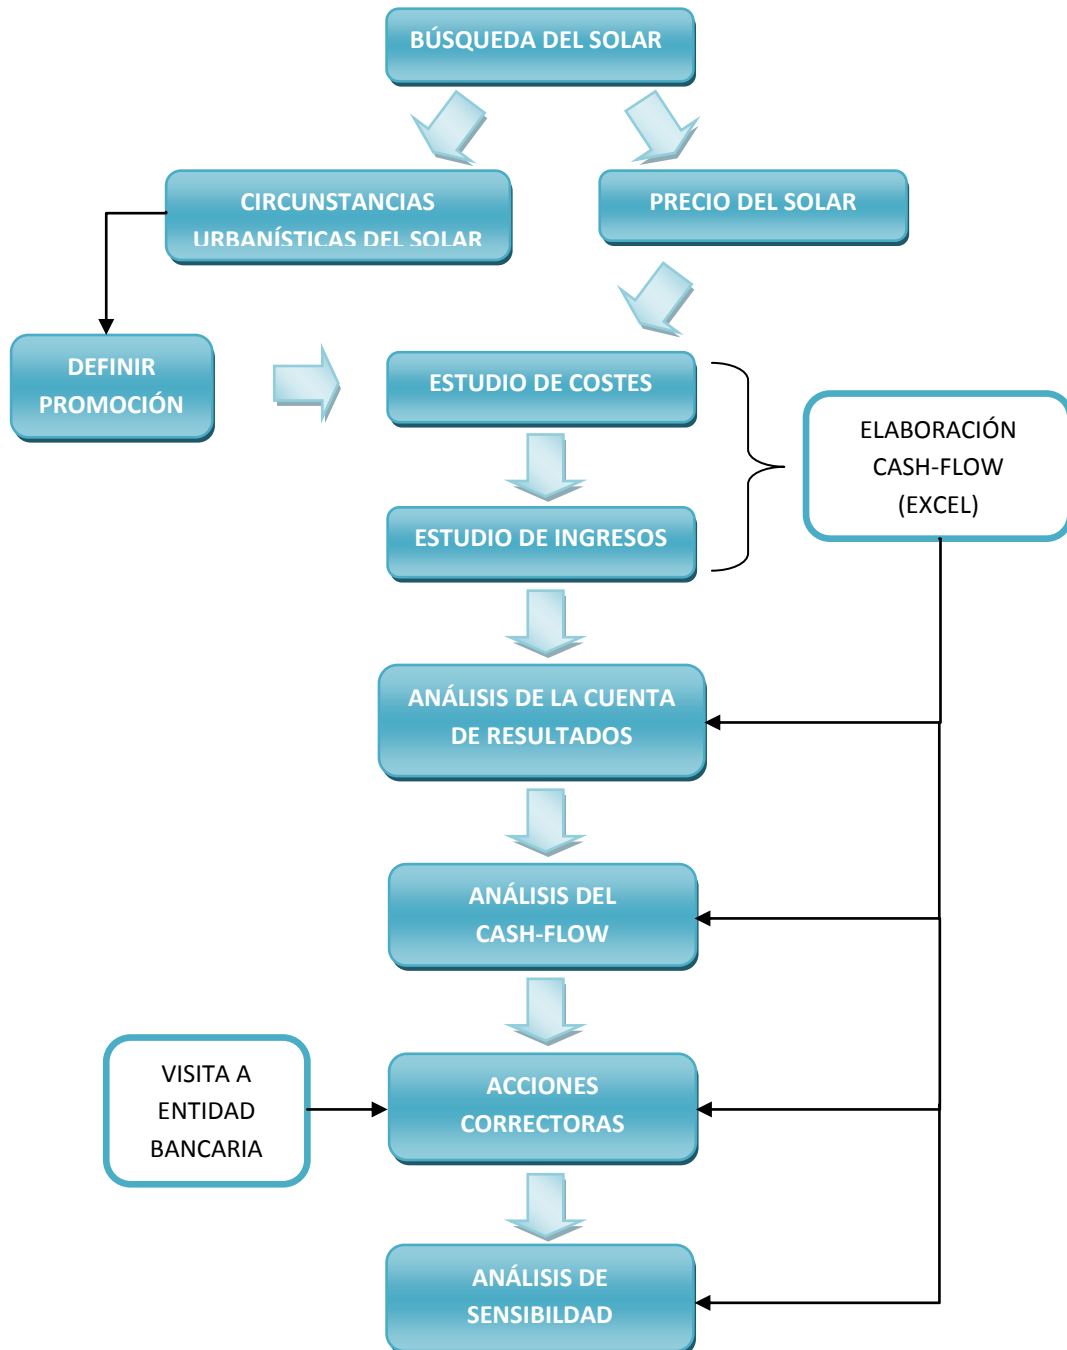 BÚSQUEDA DEL SOLAR
CIRCUNSTANCIAS
URBANÍSTICAS DEL SOLAR
PRECIO DEL SOLAR
DEFINIR
PROMOCIÓN
ESTUDIO DE COSTES
ELABORACIÓN
CASH-FLOW
(EXCEL)
ESTUDIO DE INGRESOS
ANÁLISIS DE LA CUENTA
DE RESULTADOS
ANÁLISIS DEL
CASH-FLOW
VISITA A
ENTIDAD
BANCARIA
ACCIONES
CORRECTORAS
ANÁLISIS DE
SENSIBILDAD